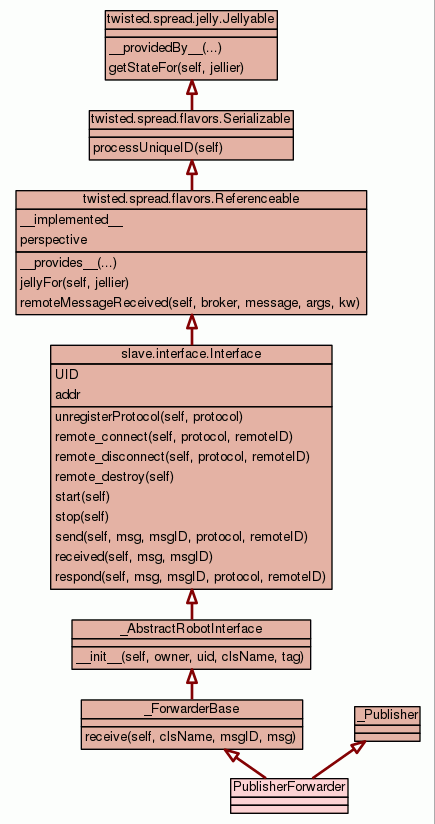 twisted.spread.jelly.Jellyable
__providedBy__(...)
getStateFor(self, jellier)
twisted.spread.flavors.Serializable
processUniqueID(self)
twisted.spread.flavors.Referenceable
__implemented__
perspective
__provides__(...)
jellyFor(self, jellier)
remoteMessageReceived(self, broker, message, args, kw)
slave.interface.Interface
UID
addr
unregisterProtocol(self, protocol)
remote_connect(self, protocol, remoteID)
remote_disconnect(self, protocol, remoteID)
remote_destroy(self)
start(self)
stop(self)
send(self, msg, msgID, protocol, remoteID)
received(self, msg, msgID)
respond(self, msg, msgID, protocol, remoteID)
_AbstractRobotInterface
__init__(self, owner, uid, clsName, tag)
_ForwarderBase
receive(self, clsName, msgID, msg)
_Publisher
PublisherForwarder